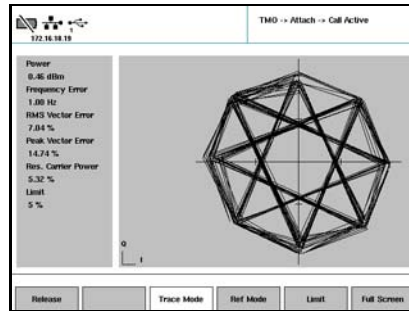 1
172.16.18.19
TMO -> Attach -> Call Active
Power
0.46 dBm
Frequency Error
1.00 Hz
RMS Vector Error
7.04 %
Peak Vector Error
14.74 %
Res. Carrier Power
5.32 %
Limit
5 %
Q
I
Release
Trace Mode
Ref Mode
Limit
Full Screen